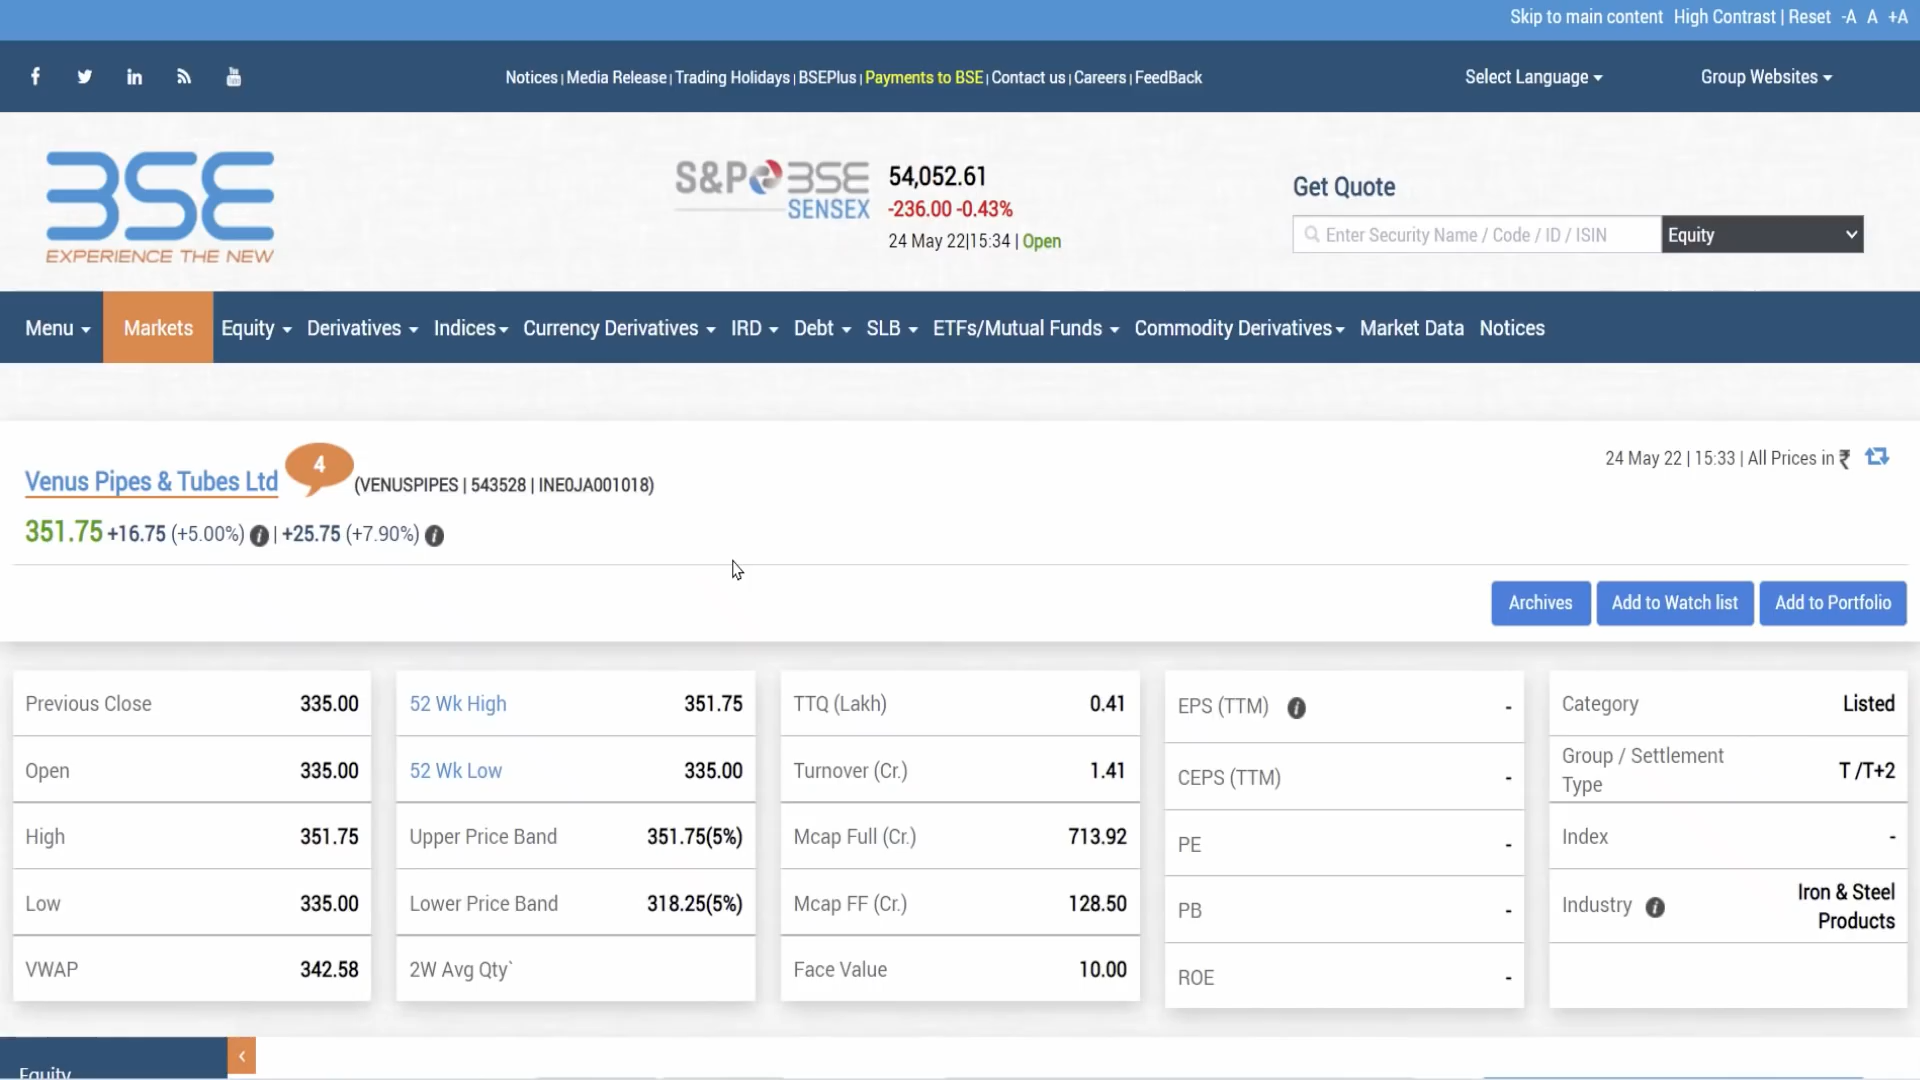 Skip to main content High Contrast | Reset -A A +A
Notices | Media Release | Trading Holidays | BSEPlus | Payments to BSE | Contact us | Careers | FeedBack
Select Language
Group Websites
BSE
EXPERIENCE THE NEW
S&P BSE
SENSEX
54,052.61
-236.00 -0.43%
24 May 22|15:34 | Open
Get Quote
Enter Security Name / Code / ID / ISIN
Equity
Menu Markets Equity Derivatives Indices Currency Derivatives IRD Debt SLB ETFs/Mutual Funds Commodity Derivatives Market Data Notices
Venus Pipes & Tubes Ltd 4 (VENUSPIPES | 543528 | INE0JA001018)
24 May 22 | 15:33 | All Prices in ₹
351.75 +16.75 (+5.00%) i | +25.75 (+7.90%) i
Archives
Add to Watch list
Add to Portfolio
Previous Close 335.00
Open 335.00
High 351.75
Low 335.00
VWAP 342.58
52 Wk High 351.75
52 Wk Low 335.00
Upper Price Band 351.75(5%)
Lower Price Band 318.25(5%)
2W Avg Qty`
TTQ (Lakh) 0.41
Turnover (Cr.) 1.41
Mcap Full (Cr.) 713.92
Mcap FF (Cr.) 128.50
Face Value 10.00
EPS (TTM) i -
CEPS (TTM) -
PE -
PB -
ROE -
Category Listed
Group / Settlement
Type T /T+2
Index -
Industry i Iron & Steel
Products
Equity